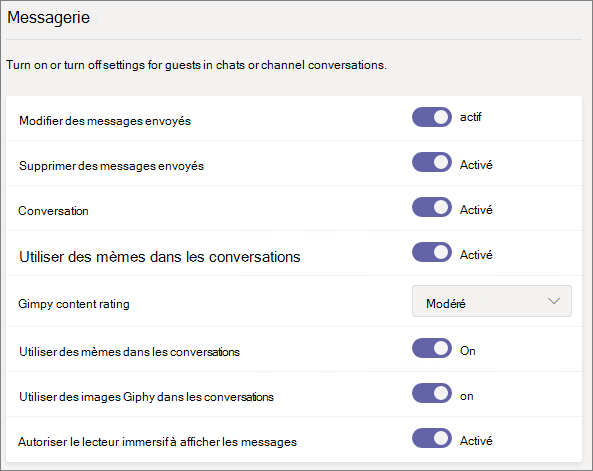 Messagerie
Turn on or turn off settings for guests in chats or channel conversations.
Modifier des messages envoyés actif
Supprimer des messages envoyés Activé
Conversation Activé
Utiliser des mèmes dans les conversations Activé
Gimpy content rating Modéré
Utiliser des mèmes dans les conversations On
Utiliser des images Giphy dans les conversations on
Autoriser le lecteur immersif à afficher les messages Activé